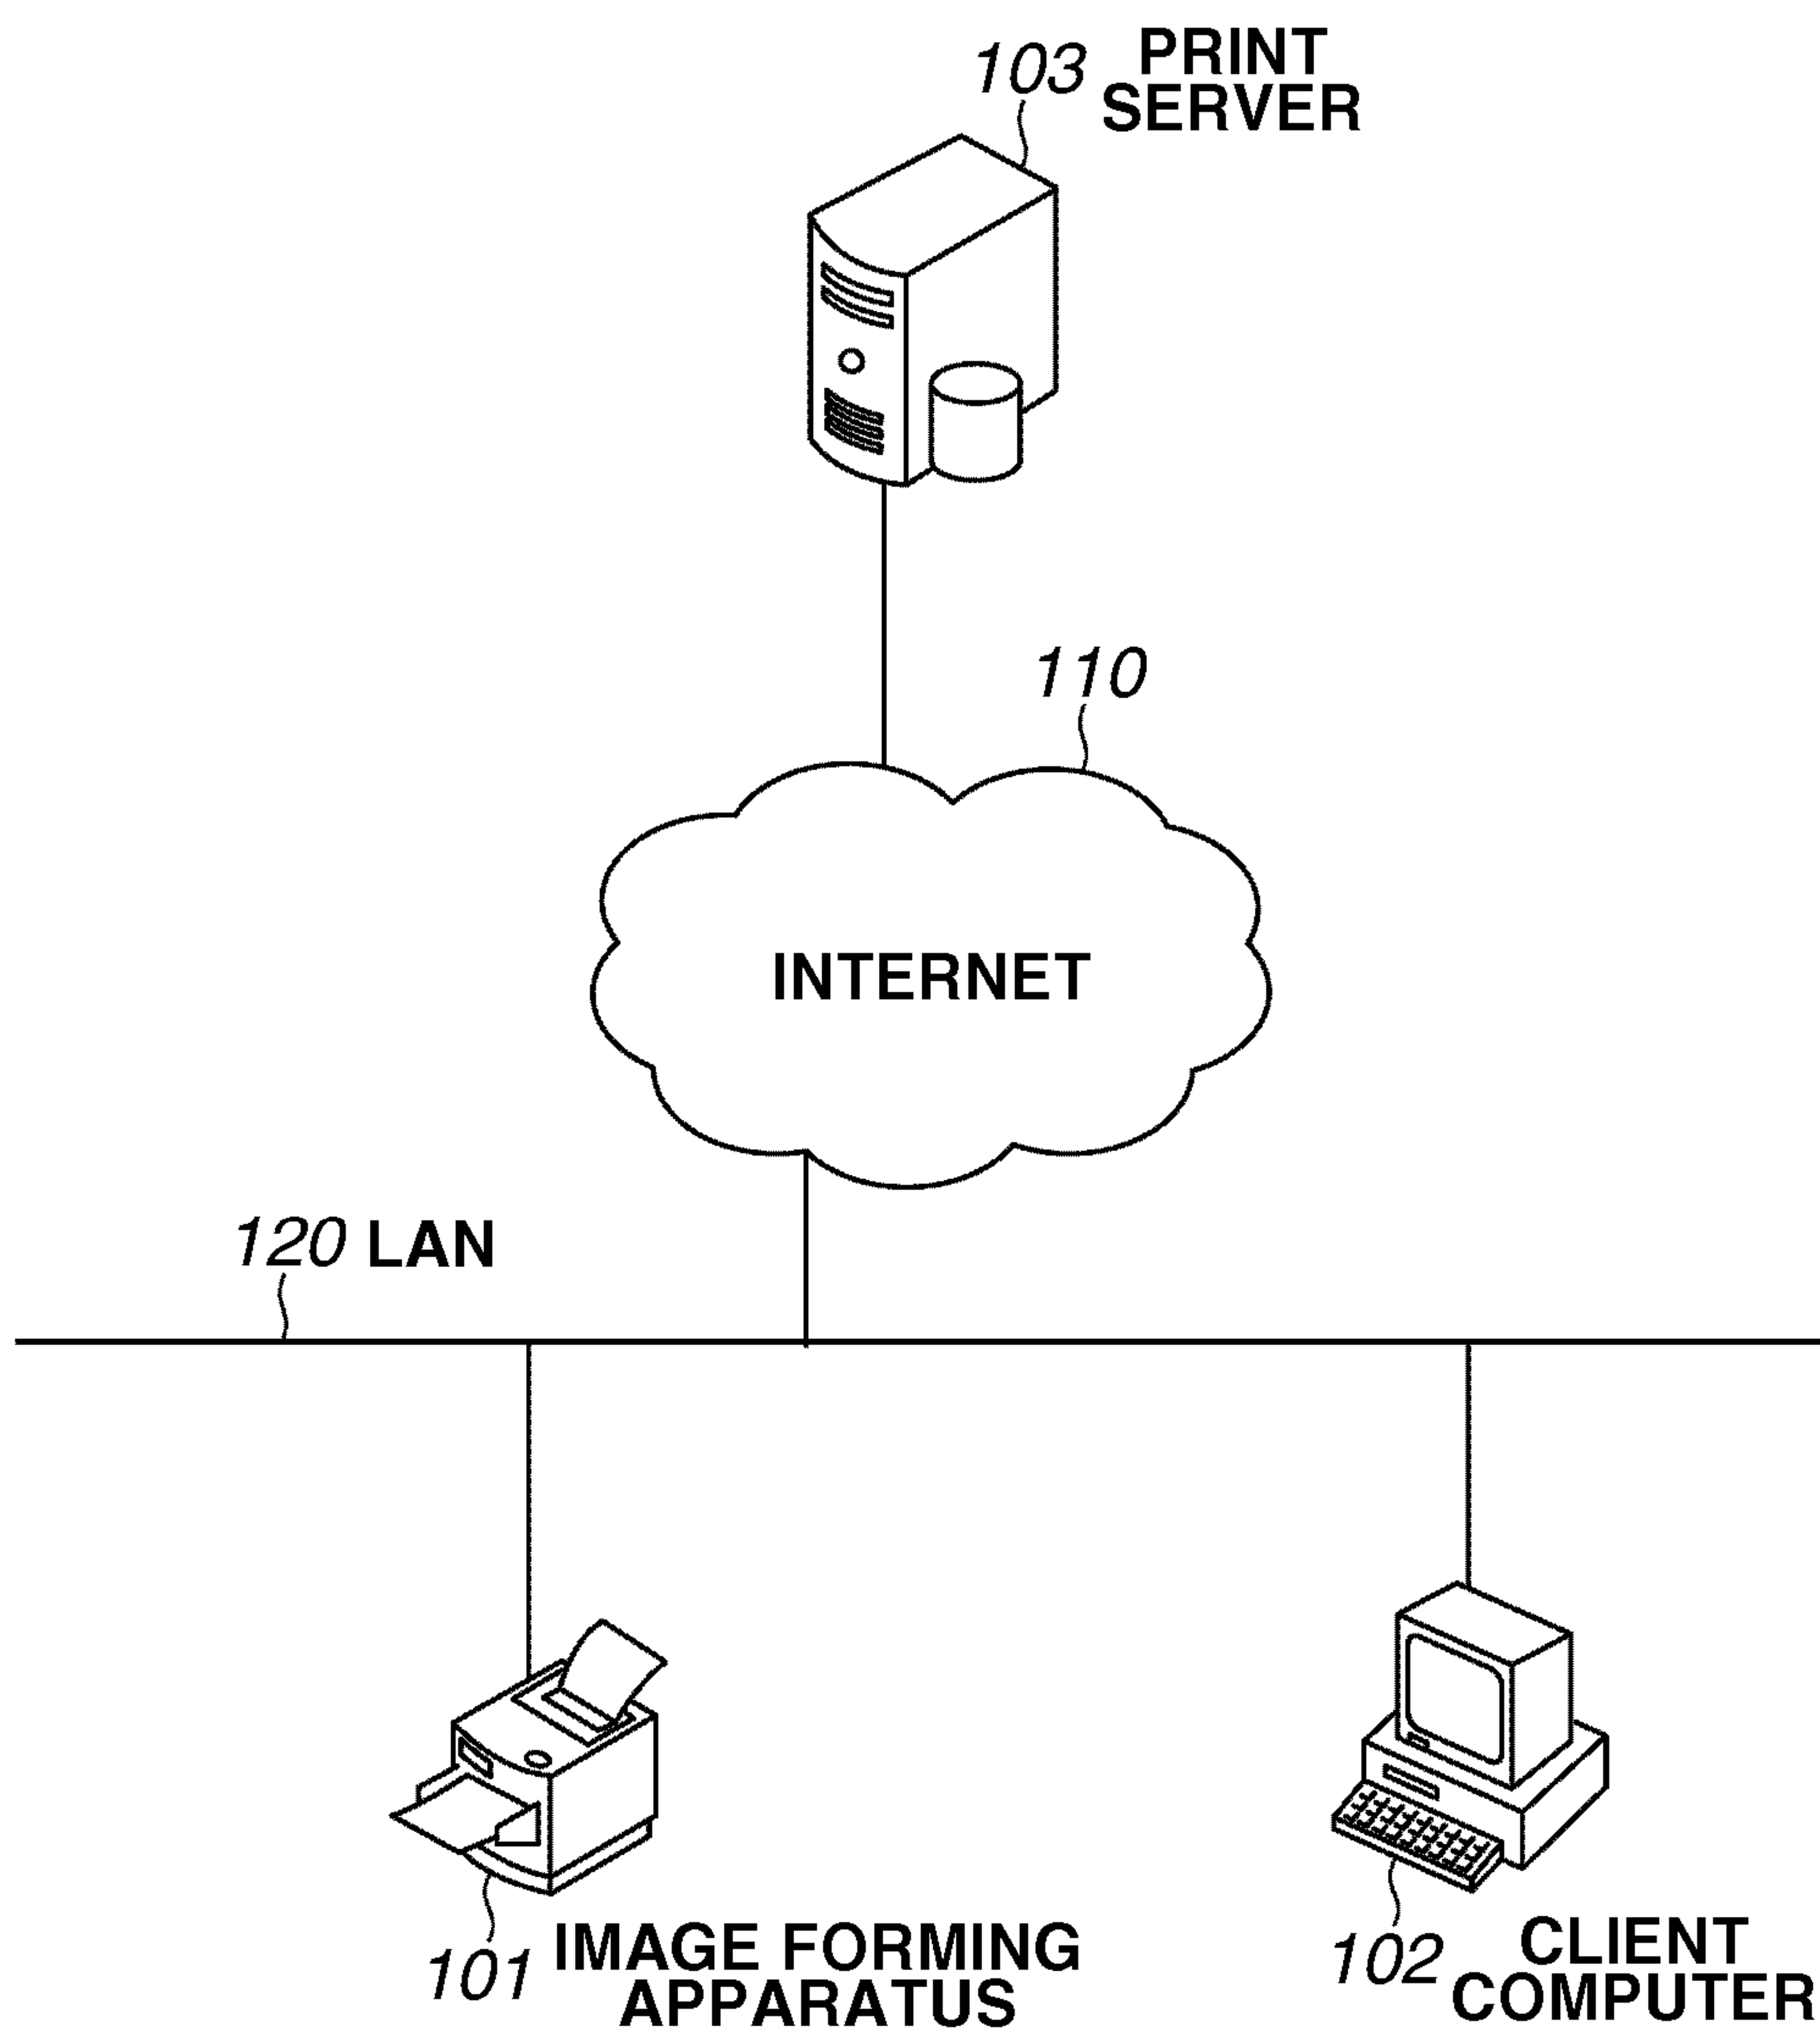 103 PRINT
SERVER
110
INTERNET
120 LAN
101 IMAGE FORMING
APPARATUS
102 CLIENT
COMPUTER